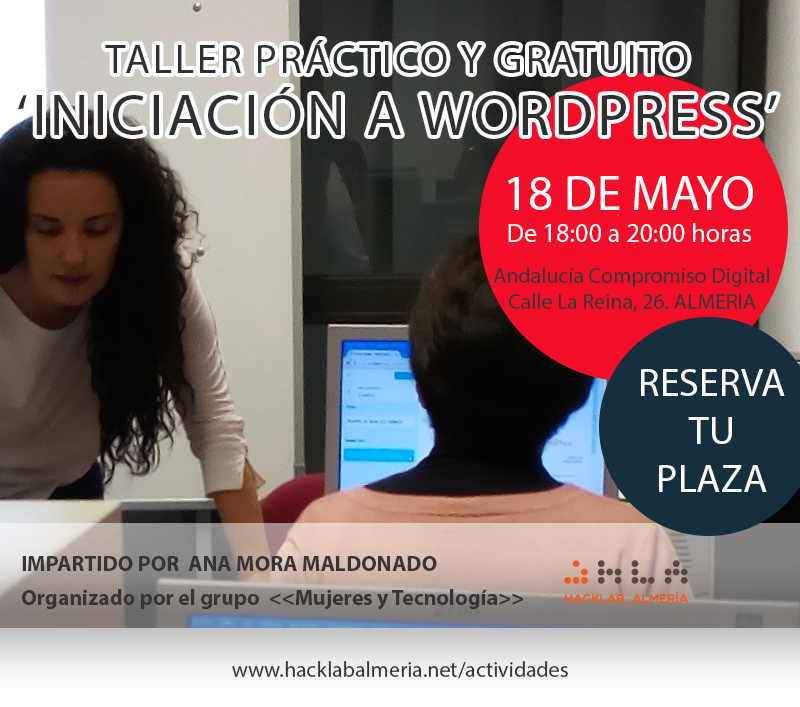 TALLER PRÁCTICO Y GRATUITO
‘INICIACIÓN A WORDPRESS’
18 DE MAYO
De 18:00 a 20:00 horas
Andalucía Compromiso Digital
Calle La Reina, 26. ALMERIA
RESERVA
TU
PLAZA
IMPARTIDO POR ANA MORA MALDONADO
Organizado por el grupo <<Mujeres y Tecnología>>
HLA
HACKLAB ALMERÍA
www.hacklabalmeria.net/actividades